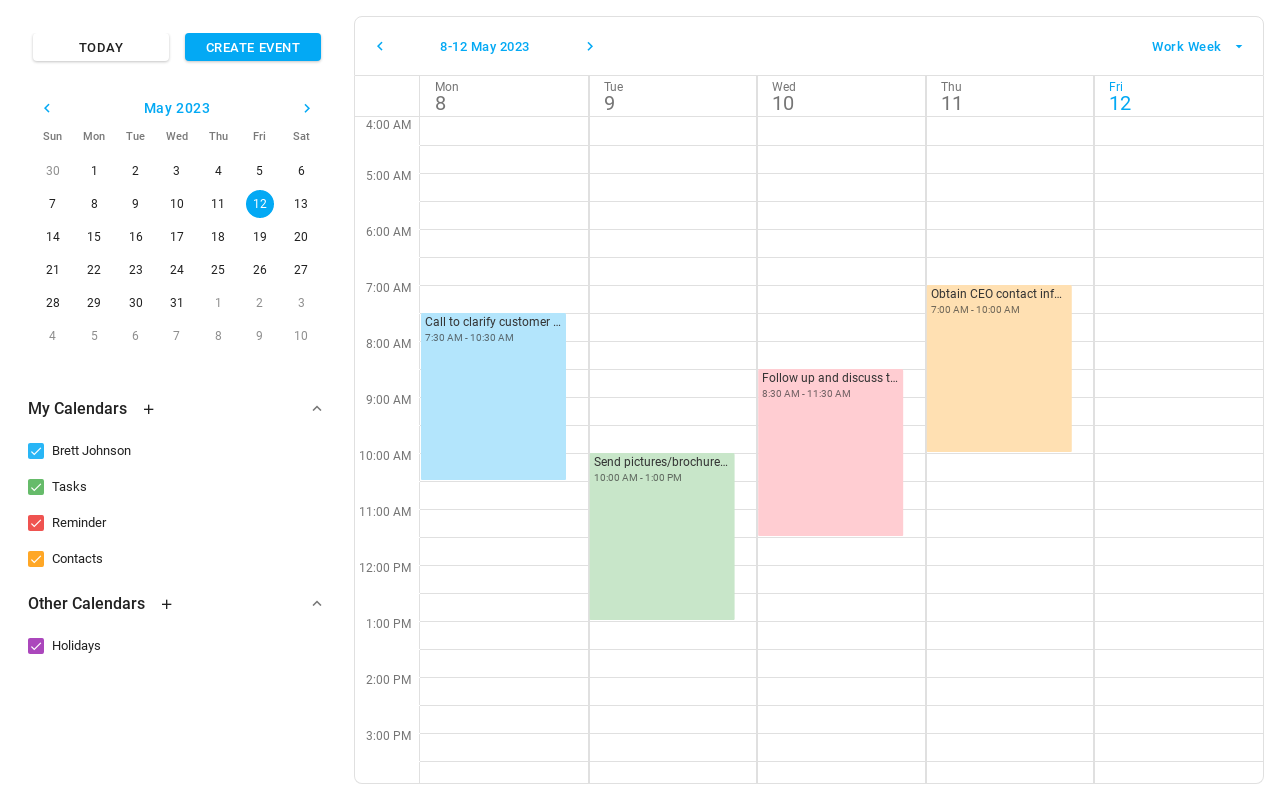 TODAY
CREATE EVENT
May 2023
Sun Mon Tue Wed Thu Fri Sat
30 1 2 3 4 5 6
7 8 9 10 11 12 13
14 15 16 17 18 19 20
21 22 23 24 25 26 27
28 29 30 31 1 2 3
4 5 6 7 8 9 10
My Calendars
Brett Johnson
Tasks
Reminder
Contacts
Other Calendars
Holidays
8-12 May 2023
Work Week
Mon Tue Wed Thu Fri
8 9 10 11 12
4:00 AM
5:00 AM
6:00 AM
7:00 AM
8:00 AM
9:00 AM
10:00 AM
11:00 AM
12:00 PM
1:00 PM
2:00 PM
3:00 PM
Call to clarify customer ...
7:30 AM - 10:30 AM
Send pictures/brochure...
10:00 AM - 1:00 PM
Follow up and discuss t...
8:30 AM - 11:30 AM
Obtain CEO contact inf...
7:00 AM - 10:00 AM